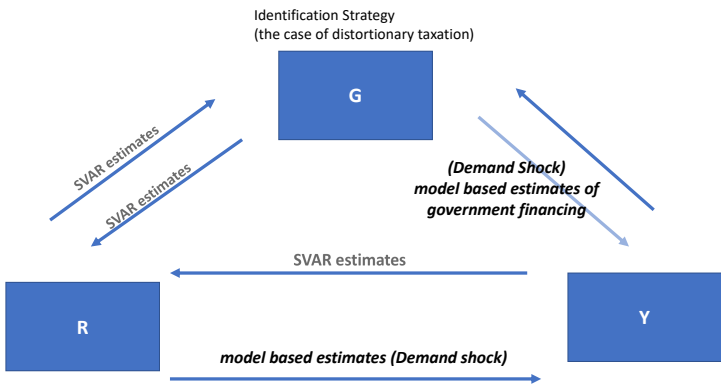 Identification Strategy
(the case of distortionary taxation)
G
SVAR estimates
SVAR estimates
(Demand Shock)
model based estimates of
government financing
SVAR estimates
R
Y
model based estimates (Demand shock)